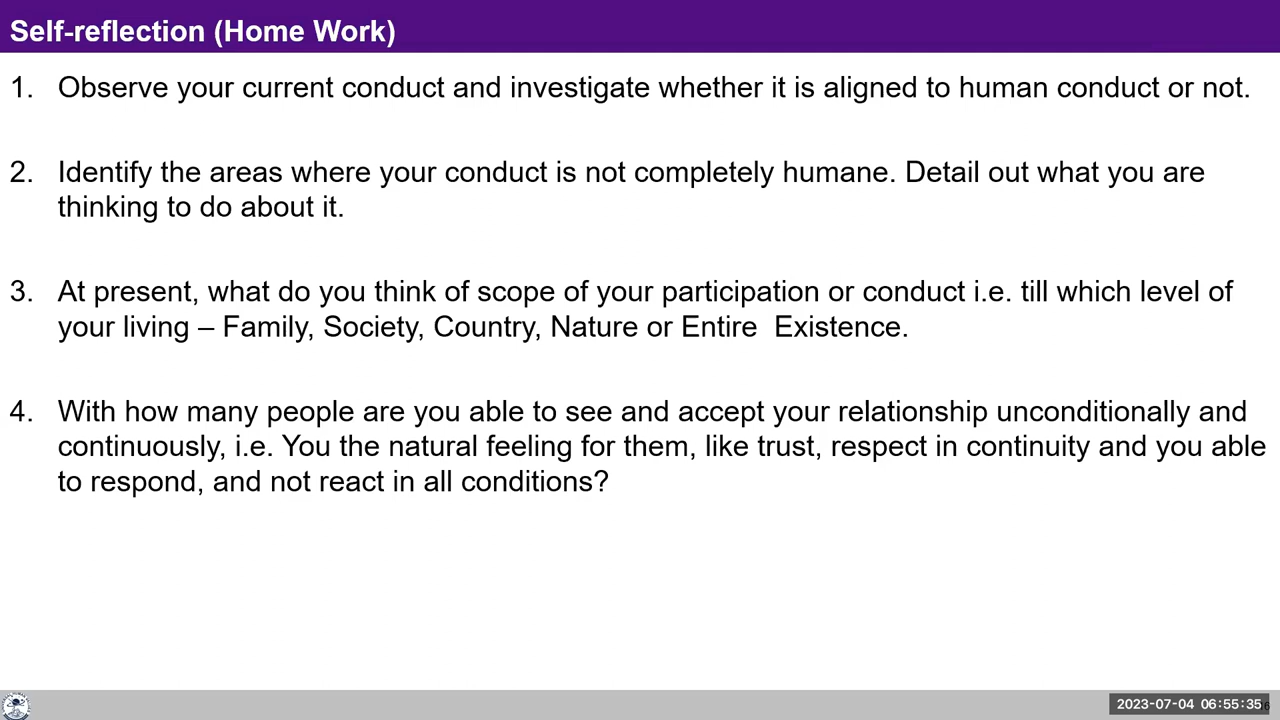 Self-reflection (Home Work)
1. Observe your current conduct and investigate whether it is aligned to human conduct or not.
2. Identify the areas where your conduct is not completely humane. Detail out what you are
thinking to do about it.
3. At present, what do you think of scope of your participation or conduct i.e. till which level of
your living – Family, Society, Country, Nature or Entire  Existence.
4. With how many people are you able to see and accept your relationship unconditionally and
continuously, i.e. You the natural feeling for them, like trust, respect in continuity and you able
to respond, and not react in all conditions?
2023-07-04 06:55:35